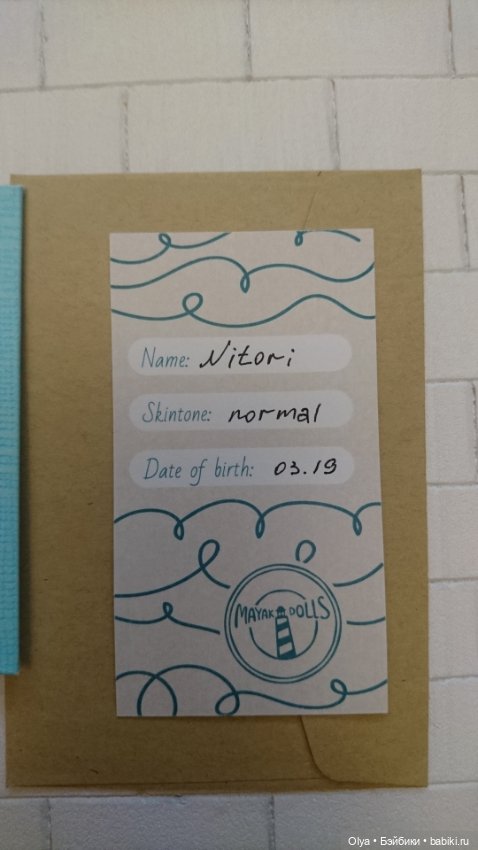 Name: Nitori
Skintone: normal
Date of birth: 03.19
MAYAK DOLLS
Olya • Бэйбики • babiki.ru